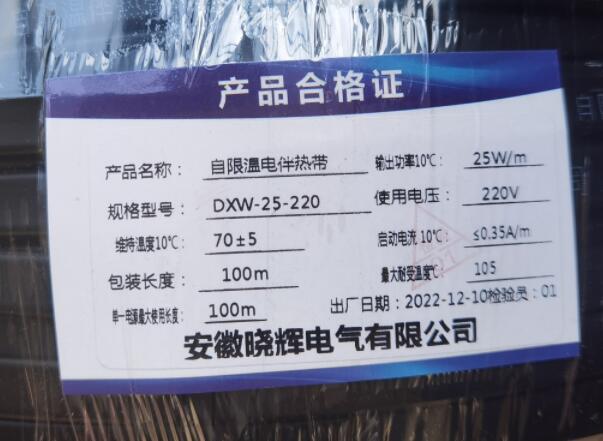 产品合格证
产品名称： 自限温电伴热带 输出功率10℃： 25W/m
规格型号： DXW-25-220 使用电压： 220V
维持温度10℃： 70±5 启动电流 10℃： ≤0.35A/m
包装长度： 100m 最大耐受温度℃： 105
单一电源最大使用长度： 100m 出厂日期：2022-12-10检验员：01
安徽晓辉电气有限公司